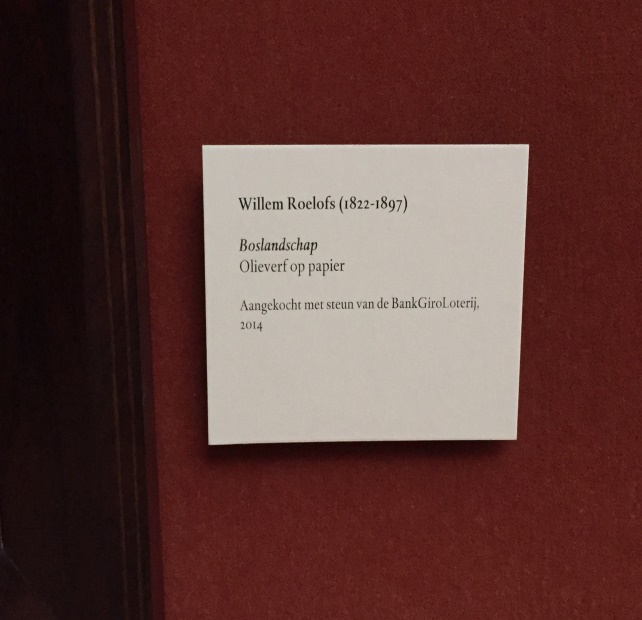 Willem Roelofs (1822-1897)
Boslandschap
Olieverf op papier
Aangekocht met steun van de BankGiroLoterij,
2014